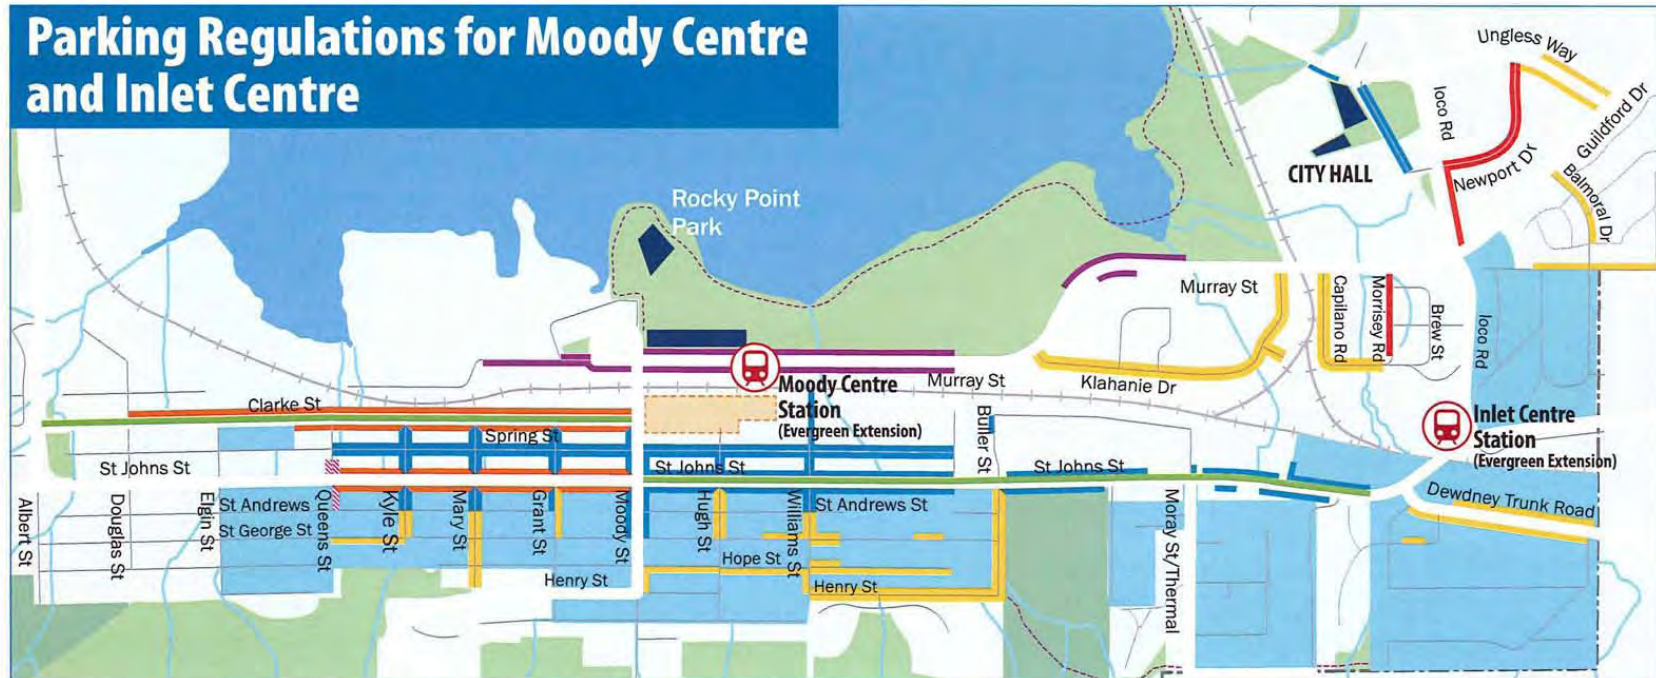 Parking Regulations for Moody Centre
and Inlet Centre
Ungless Way
Ioco Rd
Guildford Dr
CITY HALL
Newport Dr
Balmoral Dr
Rocky Point
Park
Murray St
Capilano Rd
Morrisey Rd
Brew St
Ioco Rd
Murray St
Klahanie Dr
Moody Centre
Station
(Evergreen Extension)
Clarke St
Buller St
Inlet Centre
Station
(Evergreen Extension)
Spring St
St Johns St
St Johns St
St Johns St
Albert St
Douglas St
Elgin St
St Andrews
Queens St
Kyle St
Mary St
Grant St
Moody St
Hugh St
Williams St
St Andrews St
Moray St/Thermal
Dewdney Trunk Road
St George St
Hope St
Henry St
Henry St